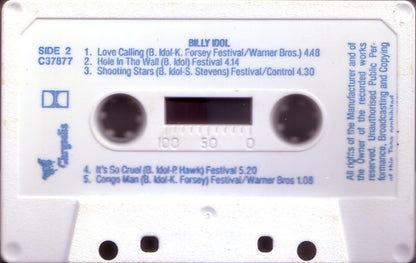 BILLY IDOL
SIDE 2
C37877
1. Love Calling (B. Idol-K. Forsey Festival/Warner Bros.) 4.48
2. Hole In The Wall (B. Idol) Festival 4.14
3. Shooting Stars (B. Idol-S. Stevens) Festival/Control 4.30
100 50 0
4. It's So Cruel (B. Idol-P. Hawk) Festival 5.20
5. Congo Man (B. Idol-K. Forsey) Festival/Warner Bros 1.08
Chrysalis
All rights of the Manufacturer and of
the Owner of the recorded works
reserved. Unauthorised Public Per-
formance, Broadcasting and Copying
of this Tape prohibited